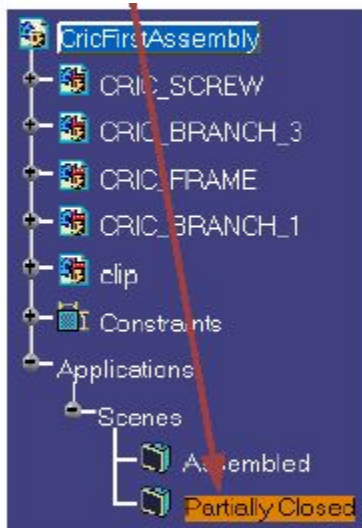 CricFirstAssembly
CRIC_SCREW
CRIC_BRANCH_3
CRIC_FRAME
CRIC_BRANCH_1
clip
Constraints
Applications
Scenes
Assembled
Partially Closed